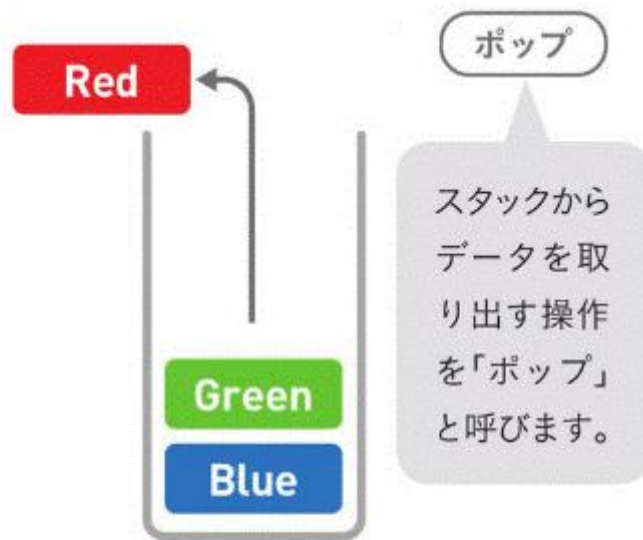 ポップ
Red
スタックから
データを取
り出す操作
を「ポップ」
と呼びます。
Green
Blue